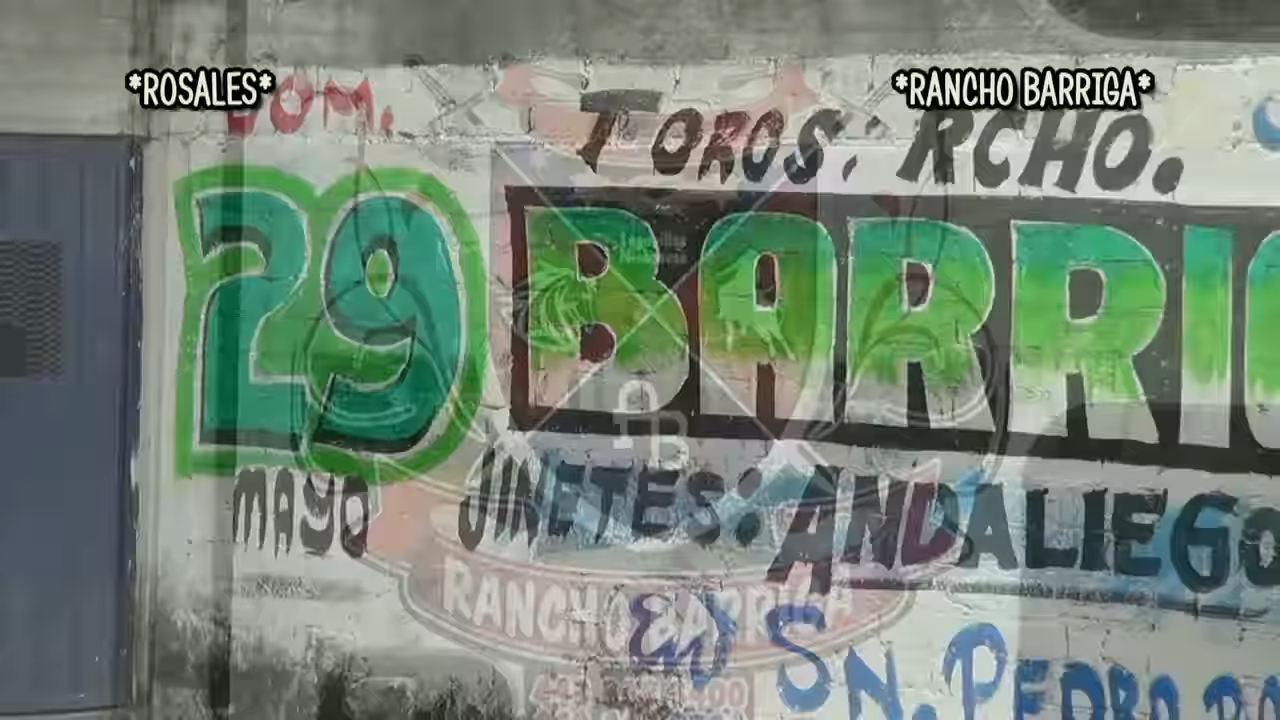 *ROSALES* *RANCHO BARRIGA*
DOM. TOROS: RCHO.
29 BARRIG
MAYO JINETES: ANDALIEGO
EN SN. PEDRO
RANCHO BARRIGA